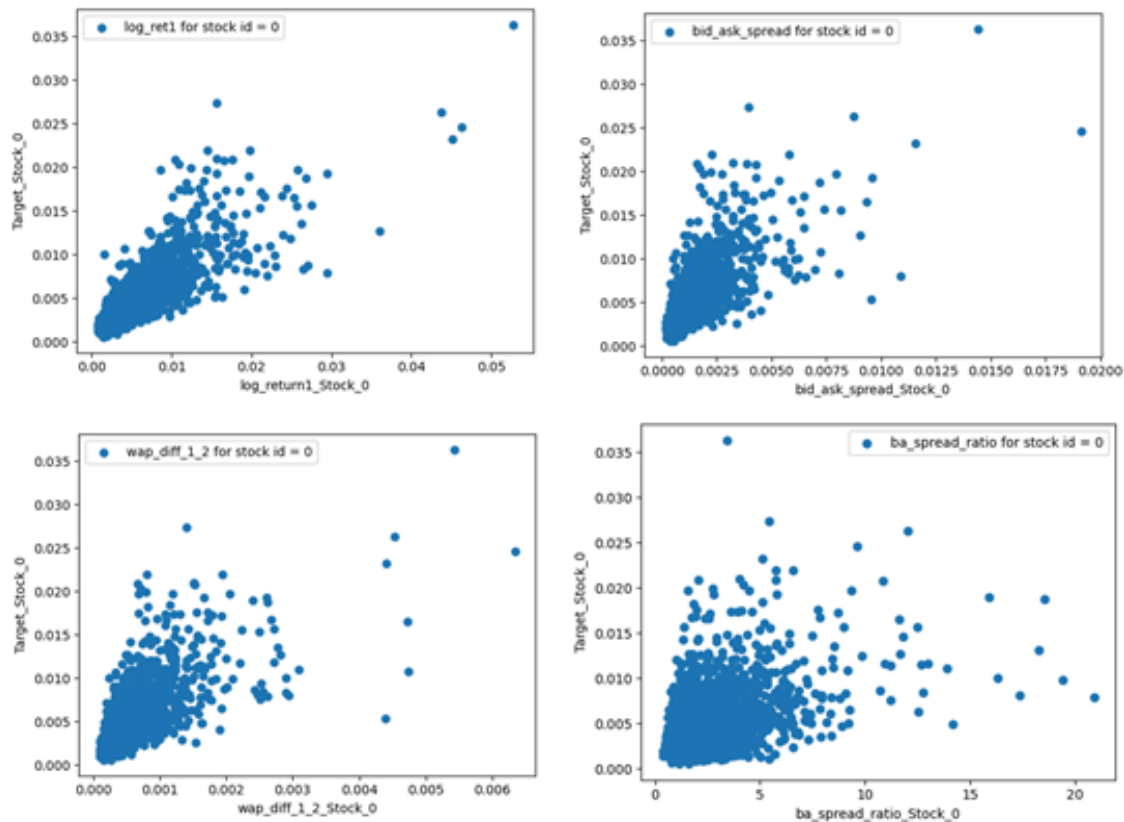 log_ret1 for stock id = 0
Target_Stock_0
0.035
0.030
0.025
0.020
0.015
0.010
0.005
0.000
0.00 0.01 0.02 0.03 0.04 0.05
log_return1_Stock_0
bid_ask_spread for stock id = 0
Target_Stock_0
0.035
0.030
0.025
0.020
0.015
0.010
0.005
0.000
0.0000 0.0025 0.0050 0.0075 0.0100 0.0125 0.0150 0.0175 0.0200
bid_ask_spread_Stock_0
wap_diff_1_2 for stock id = 0
Target_Stock_0
0.035
0.030
0.025
0.020
0.015
0.010
0.005
0.000
0.000 0.001 0.002 0.003 0.004 0.005 0.006
wap_diff_1_2_Stock_0
ba_spread_ratio for stock id = 0
Target_Stock_0
0.035
0.030
0.025
0.020
0.015
0.010
0.005
0.000
0 5 10 15 20
ba_spread_ratio_Stock_0